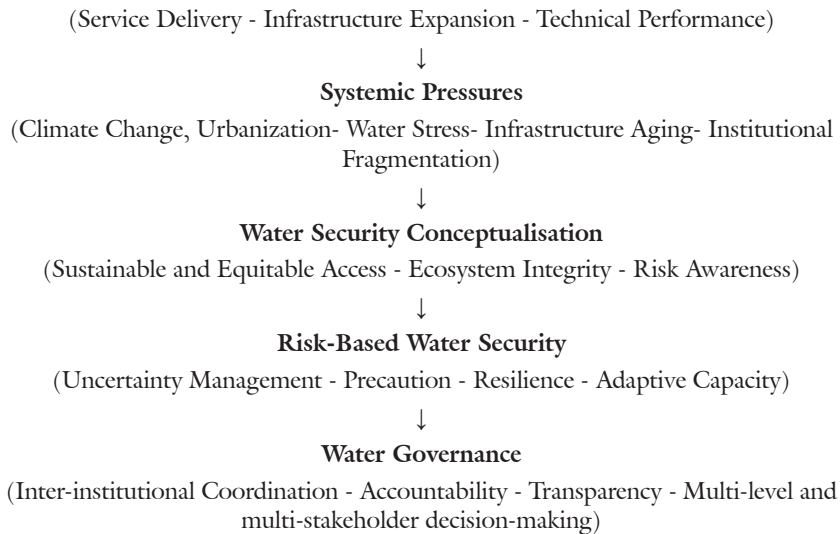 (Service Delivery - Infrastructure Expansion - Technical Performance)
↓
Systemic Pressures
(Climate Change, Urbanization- Water Stress- Infrastructure Aging- Institutional
Fragmentation)
↓
Water Security Conceptualisation
(Sustainable and Equitable Access - Ecosystem Integrity - Risk Awareness)
↓
Risk-Based Water Security
(Uncertainty Management - Precaution - Resilience - Adaptive Capacity)
↓
Water Governance
(Inter-institutional Coordination - Accountability - Transparency - Multi-level and
multi-stakeholder decision-making)